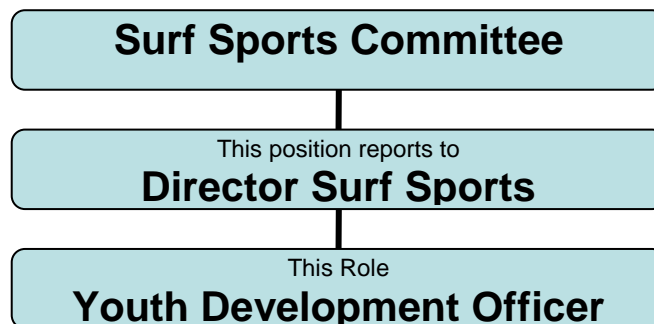 Surf Sports Committee
This position reports to
Director Surf Sports
This Role
Youth Development Officer